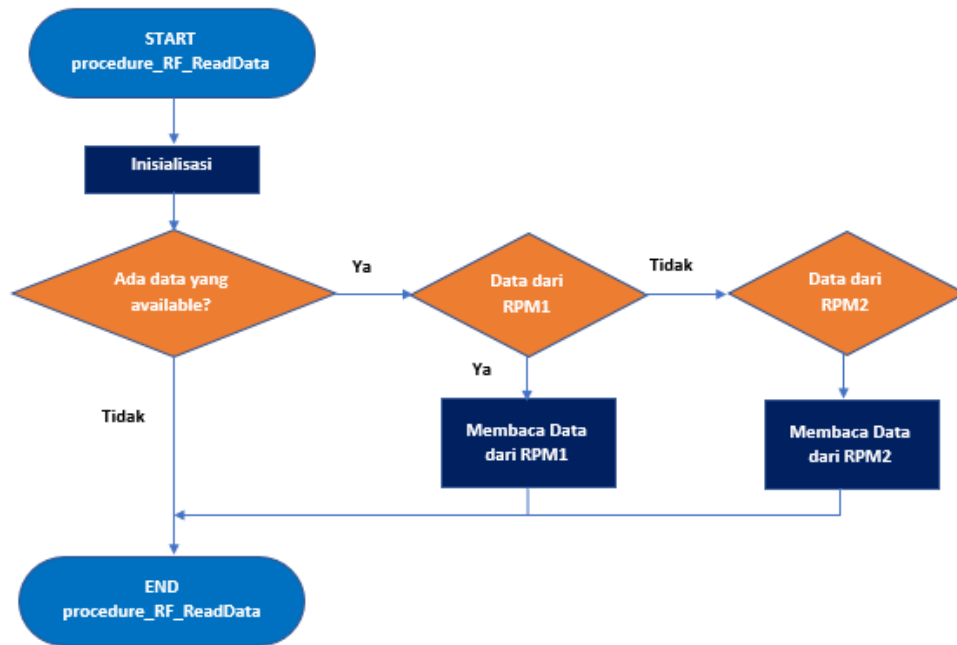 START
procedure_RF_ReadData
Inisialisasi
Ada data yang
available?
Ya
Data dari
RPM1
Tidak
Data dari
RPM2
Ya
Tidak
Membaca Data
dari RPM1
Membaca Data
dari RPM2
END
procedure_RF_ReadData